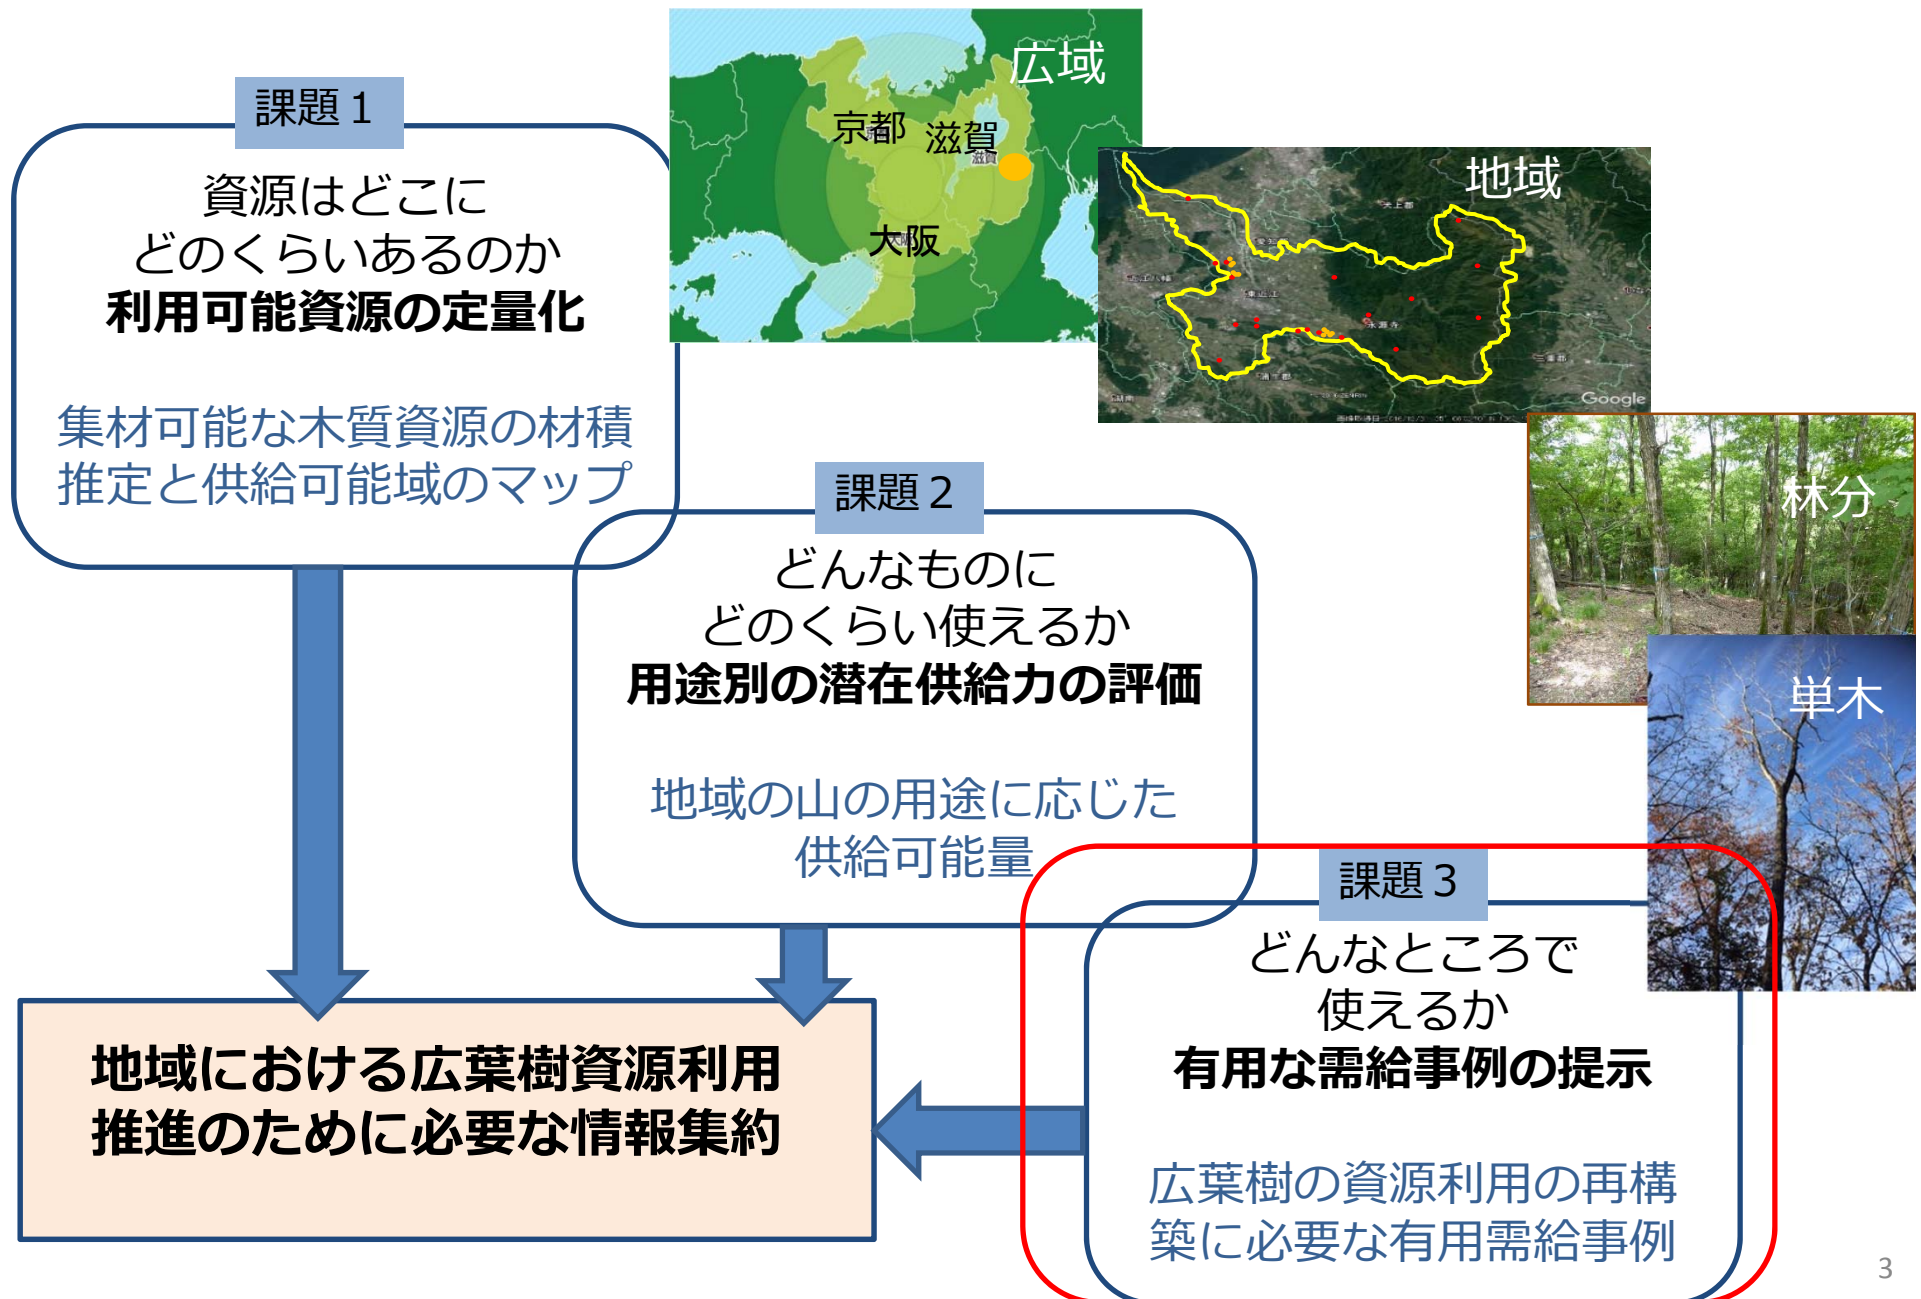 課題１
資源はどこに
どのくらいあるのか
利用可能資源の定量化
集材可能な木質資源の材積
推定と供給可能域のマップ
広域
京都
滋賀
滋賀
大阪
地域
東近江
永源寺
Google
林分
単木
課題２
どんなものに
どのくらい使えるか
用途別の潜在供給力の評価
地域の山の用途に応じた
供給可能量
課題３
どんなところで
使えるか
有用な需給事例の提示
広葉樹の資源利用の再構
築に必要な有用需給事例
地域における広葉樹資源利用
推進のために必要な情報集約
3